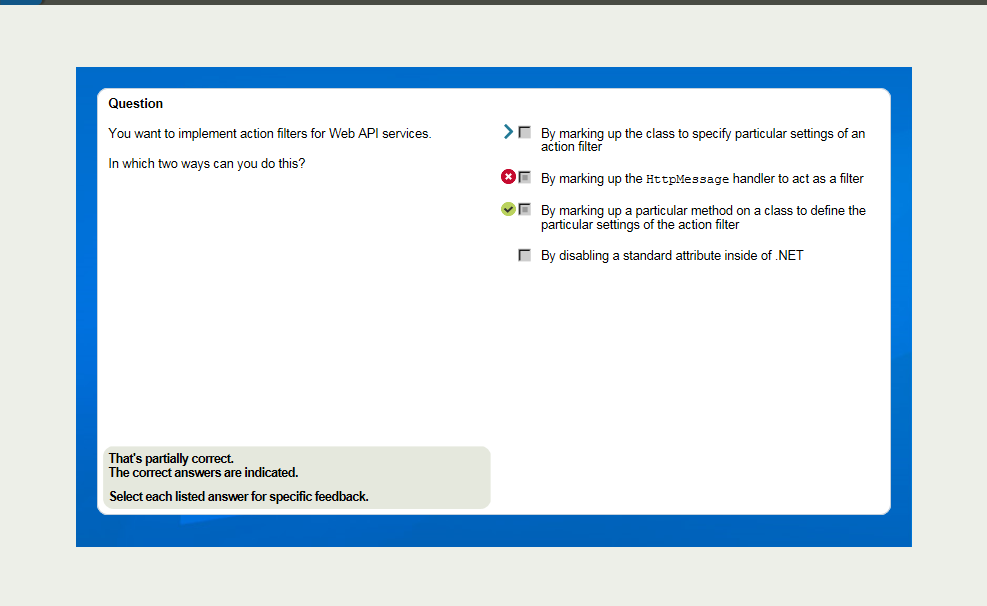 Question
You want to implement action filters for Web API services.
In which two ways can you do this?
By marking up the class to specify particular settings of an
action filter
By marking up the HttpMessage handler to act as a filter
By marking up a particular method on a class to define the
particular settings of the action filter
By disabling a standard attribute inside of .NET
That's partially correct.
The correct answers are indicated.
Select each listed answer for specific feedback.